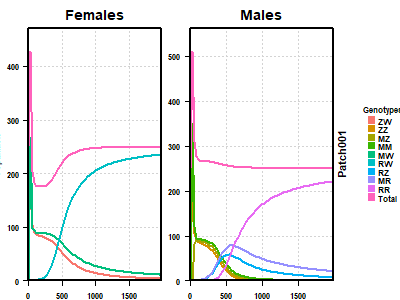 Females
Males
400
300
200
100
0
0
500
1000
1500
500
400
300
200
100
0
0
500
1000
1500
Patch001
Genotype
ZW
ZZ
MZ
MM
MW
RW
RZ
MR
RR
Total